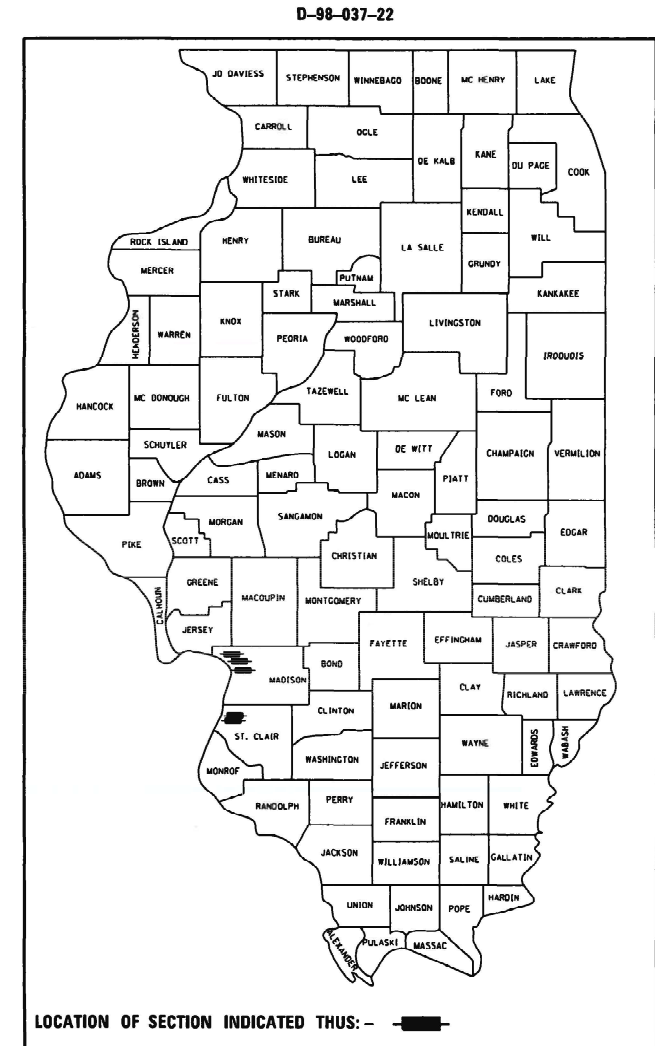 D-98-037-22
JO DAVIESS STEPHENSON WINNEBAGO BOONE MC HENRY LAKE
CARROLL OGLE
DE KALB KANE DU PAGE COOK
WHITESIDE LEE
KENDALL
ROCK ISLAND HENRY BUREAU LA SALLE WILL
GRUNDY
MERCER PUTNAM
STARK KANKAKEE
MARSHALL
HENDERSON WARREN KNOX PEORIA WOODFORD LIVINGSTON
IROQUOIS
HANCOCK MC DONOUGH FULTON TAZEWELL MC LEAN FORD
MASON
SCHUYLER LOGAN DE WITT CHAMPAIGN VERMILION
ADAMS BROWN CASS MENARD PIATT
MACON
MORGAN SANGAMON DOUGLAS
PIKE SCOTT MOULTRIE EDGAR
CHRISTIAN COLES
GREENE SHELBY
CALHOUN MACOUPIN MONTGOMERY CUMBERLAND CLARK
JERSEY FAYETTE EFFINGHAM JASPER CRAWFORD
BOND
MADISON CLAY RICHLAND LAWRENCE
CLINTON MARION
ST. CLAIR WAYNE EDWARDS WABASH
WASHINGTON JEFFERSON
MONROF
RANDOLPH PERRY HAMILTON WHITE
FRANKLIN
JACKSON WILLIAMSON SALINE GALLATIN
UNION JOHNSON POPE HARDIN
ALEXANDER PULASKI MASSAC
LOCATION OF SECTION INDICATED THUS: –